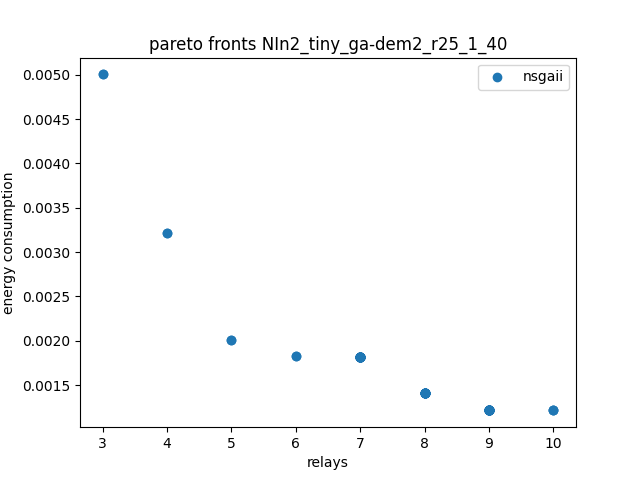 pareto fronts NIn2_tiny_ga-dem2_r25_1_40
nsgaii
energy consumption
0.0050
0.0045
0.0040
0.0035
0.0030
0.0025
0.0020
0.0015
3 4 5 6 7 8 9 10
relays